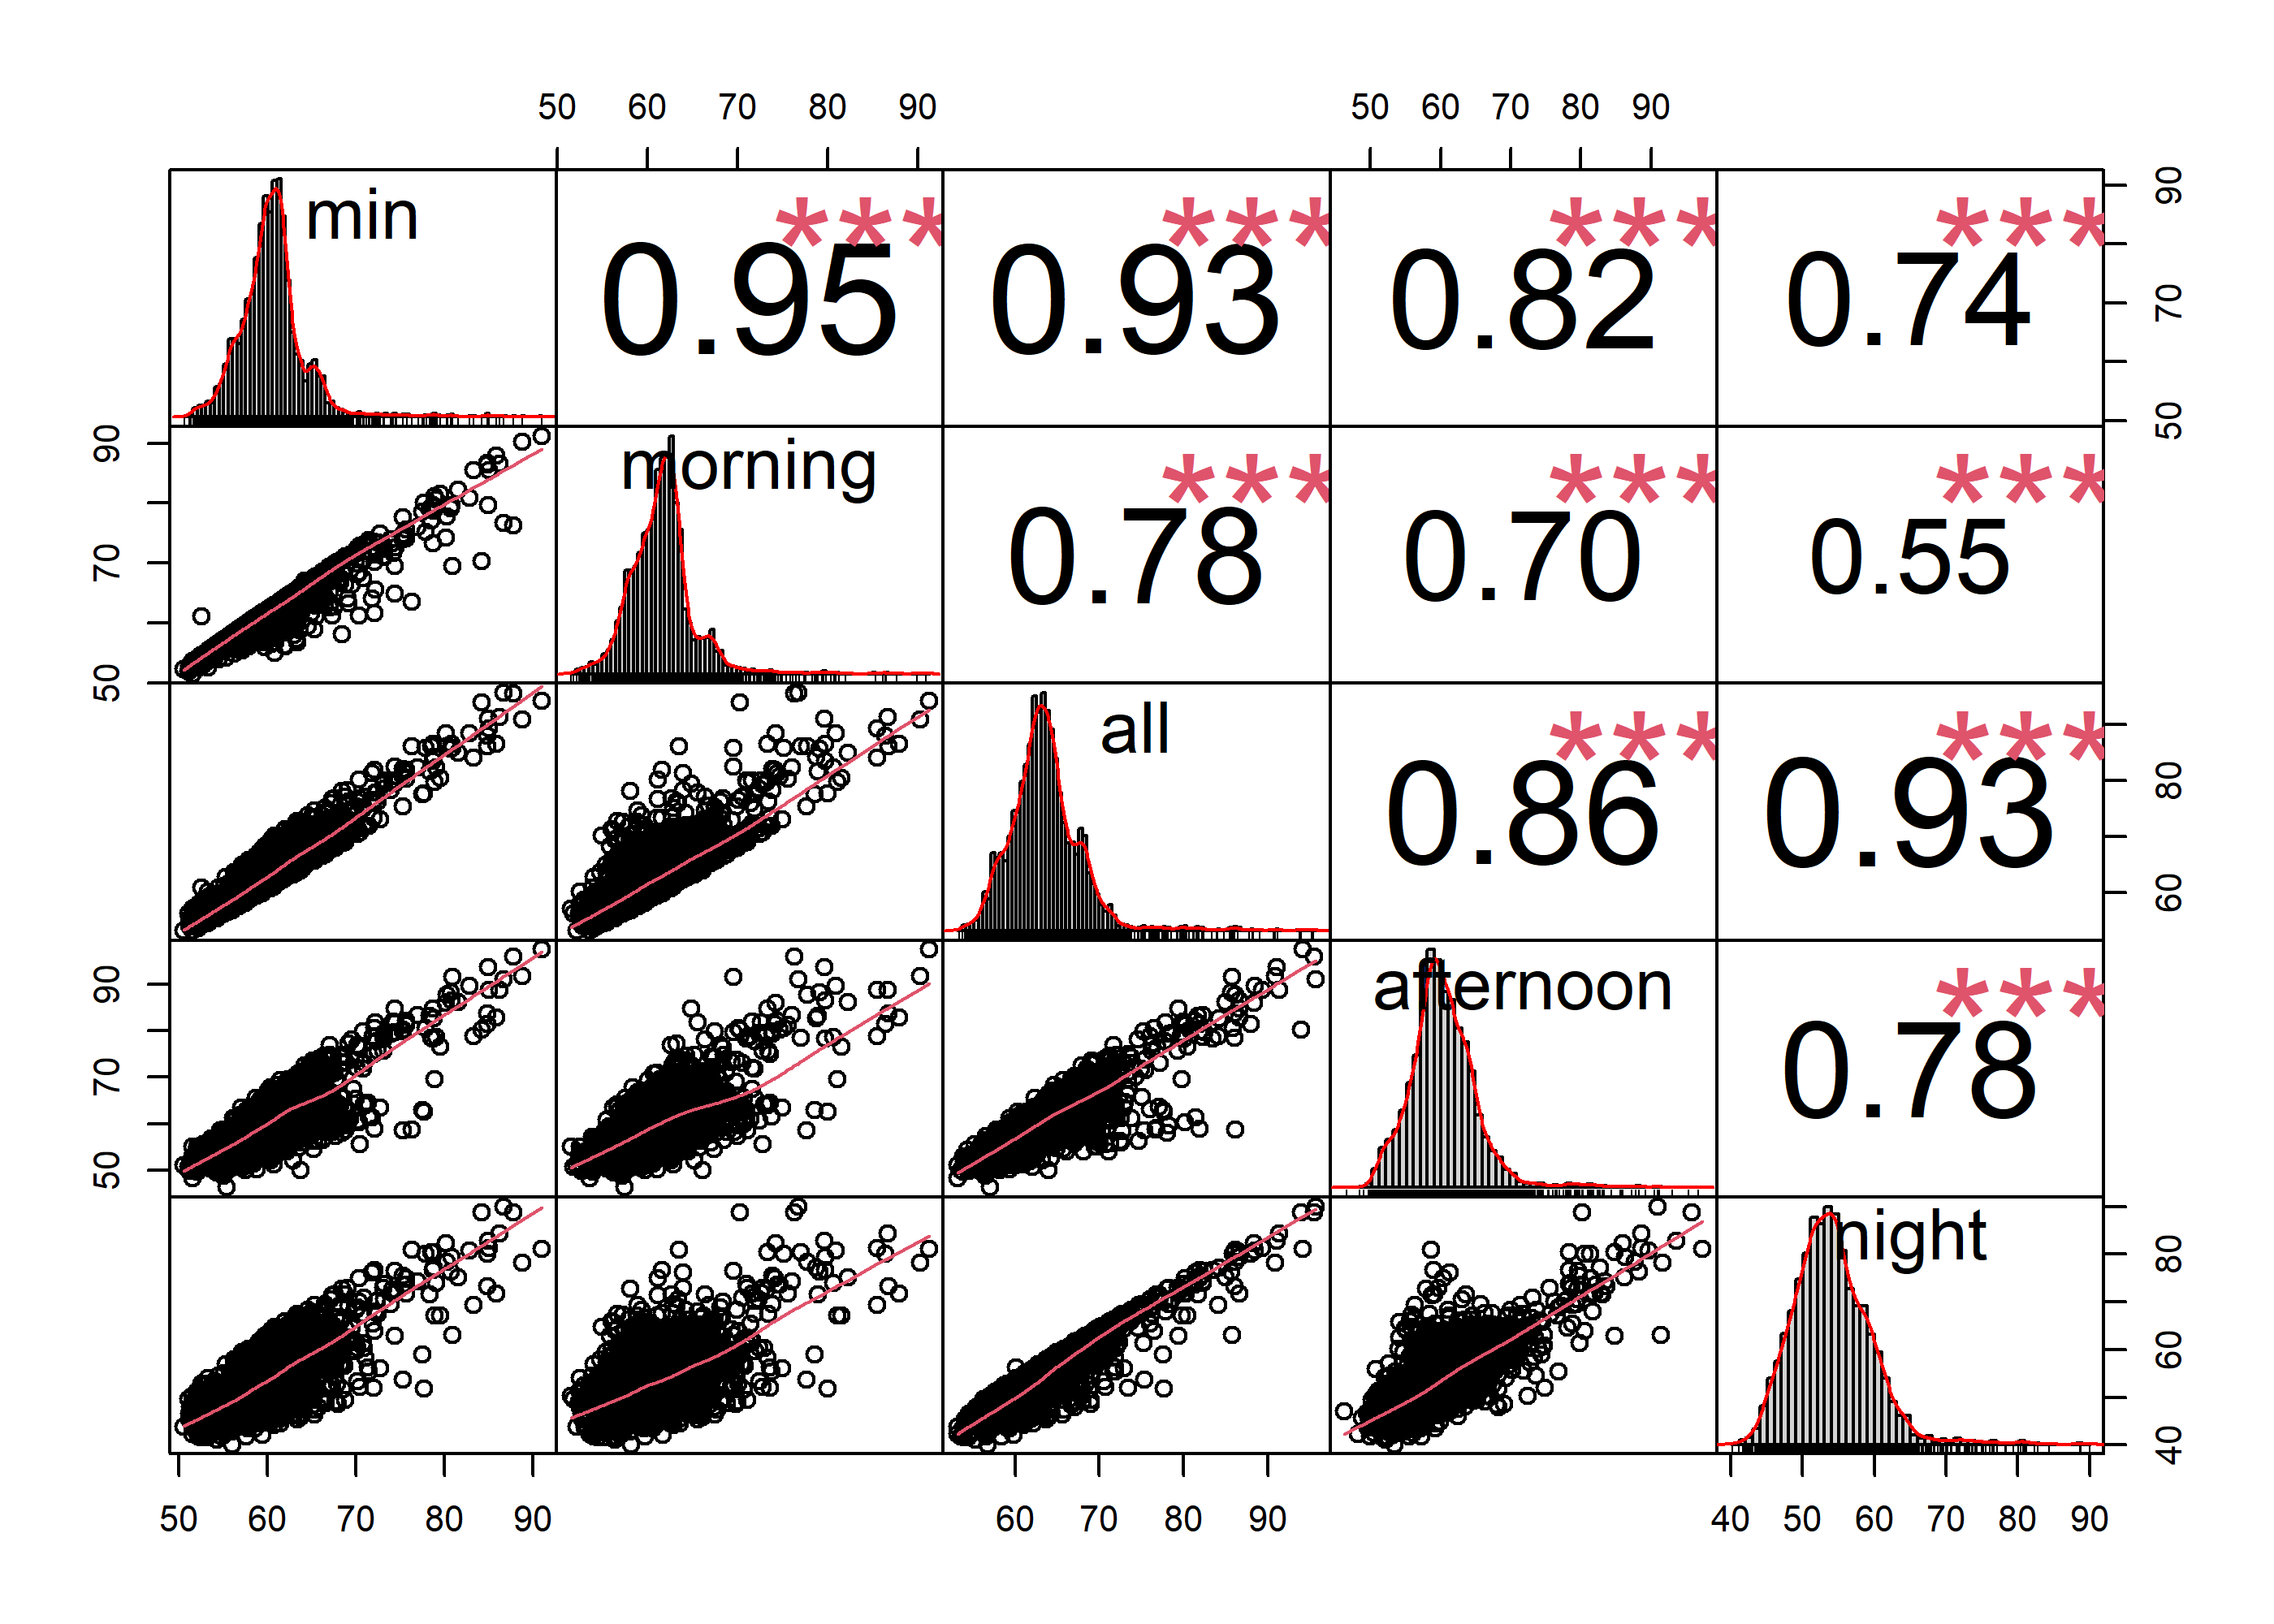 50 60 70 80 90 50 60 70 80 90
min 0.95 *** 0.93 *** 0.82 *** 0.74 *** 50 70 90
50 70 90 morning 0.78 *** 0.70 *** 0.55 ***
all 0.86 *** 0.93 *** 60 80
50 70 90 afternoon 0.78 ***
night 40 60 80
50 60 70 80 90 60 70 80 90 40 50 60 70 80 90